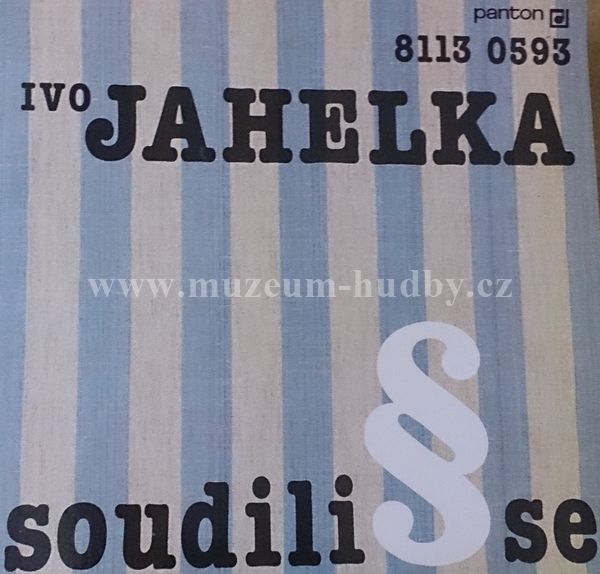 panton
8113 0593
IVO JAHELKA
www.muzeum-hudby.cz
soudili § se